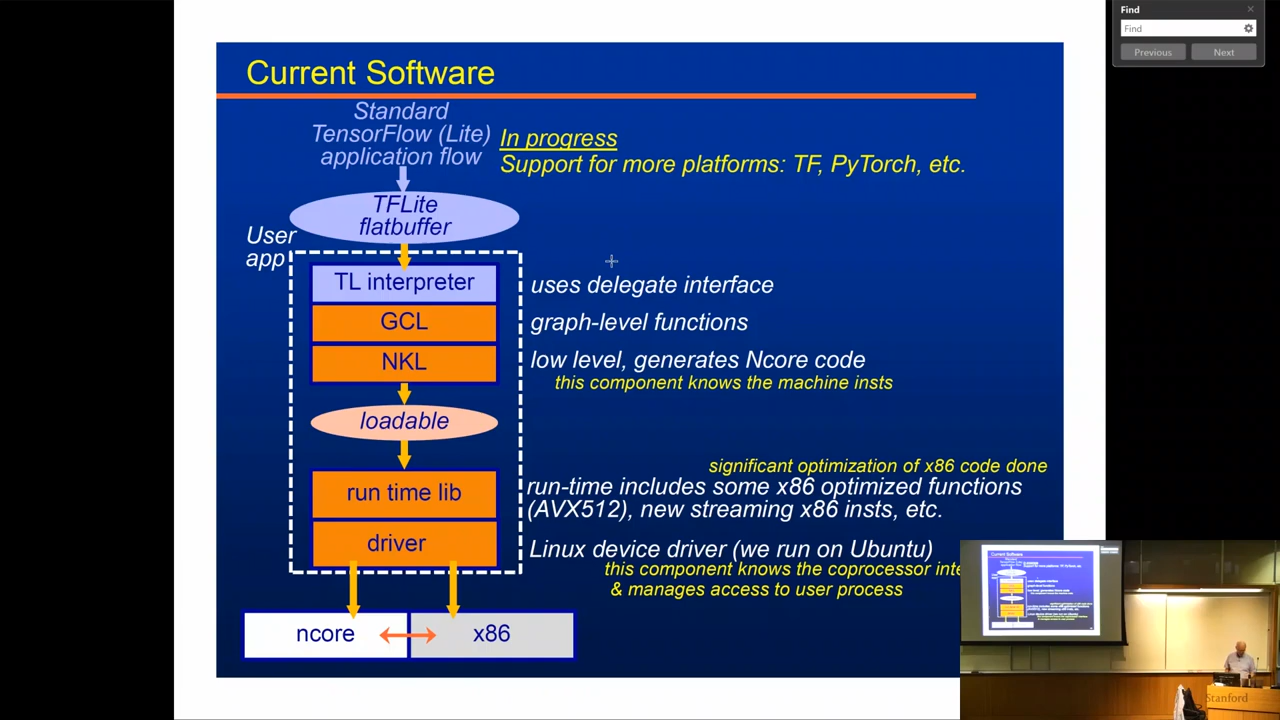 Find
Find
Previous
Next
Current Software
Standard
TensorFlow (Lite)
application flow
In progress
Support for more platforms: TF, PyTorch, etc.
TFLite
flatbuffer
User
app
TL interpreter
uses delegate interface
GCL
graph-level functions
NKL
low level, generates Ncore code
this component knows the machine insts
loadable
significant optimization of x86 code done
run time lib
run-time includes some x86 optimized functions
(AVX512), new streaming x86 insts, etc.
driver
Linux device driver (we run on Ubuntu)
this component knows the coprocessor inte
& manages access to user process
ncore
x86
Current Software
Stanford